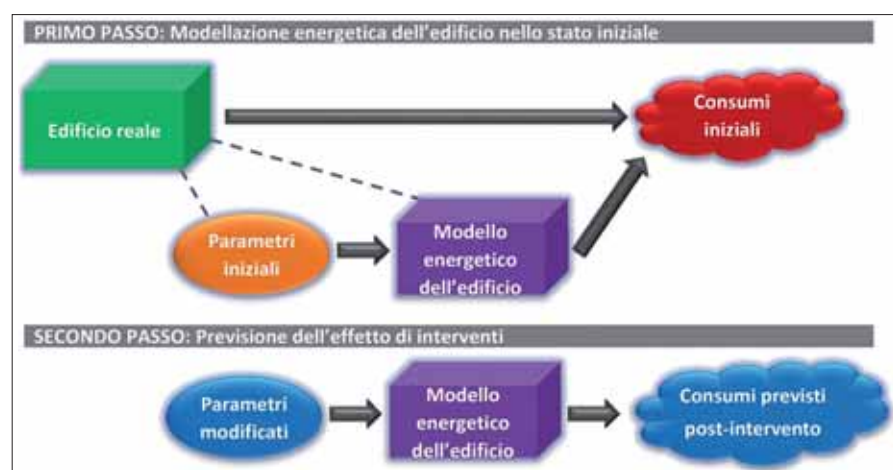 PRIMO PASSO: Modellazione energetica dell'edificio nello stato iniziale
Edificio reale
Consumi
iniziali
Parametri
iniziali
Modello
energetico
dell'edificio
SECONDO PASSO: Previsione dell'effetto di interventi
Parametri
modificati
Modello
energetico
dell'edificio
Consumi previsti
post-intervento